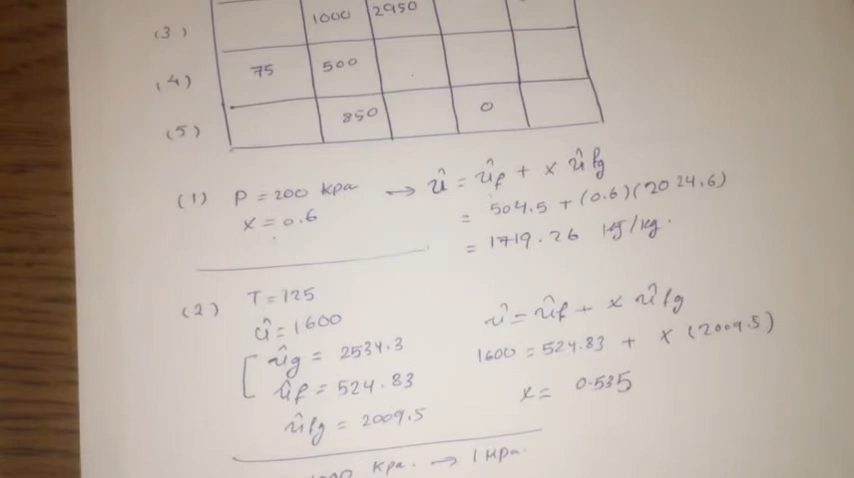 (3) 1000 2950
(4) 75 500
(5) 850 0
(1) P = 200 kpa → û = ûf + x ûfg
x = 0.6
= 504.5 + (0.6)(2024.6)
= 1719.26 KJ/kg.
(2) T = 125
û = 1600
ûg = 2534.3
ûf = 524.83
ûfg = 2009.5
û = ûf + x ûfg
1600 = 524.83 + x (2009.5)
x = 0.535
kpa. → 1 Mpa.